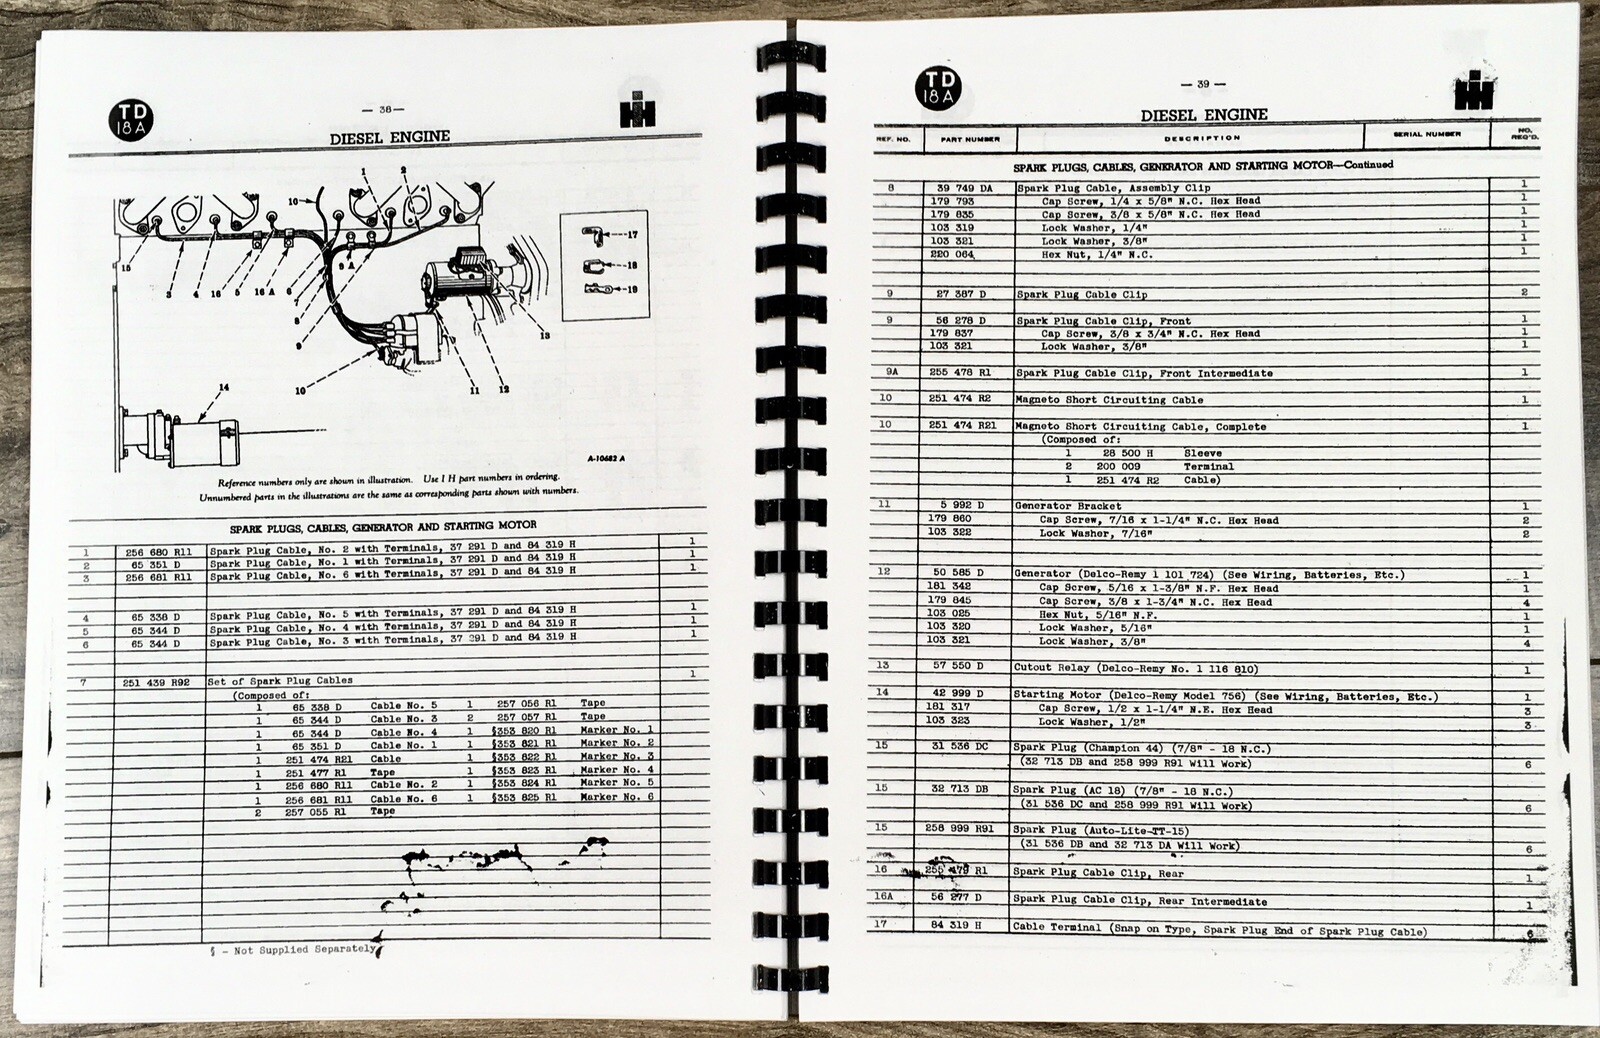 TD
18A
— 38 —
IH
DIESEL ENGINE
1
2
10
17
18
19
15
3
4
16
5
16 A
6
7
8
9
9 A
13
10
11
12
14
A-10682 A
Reference numbers only are shown in illustration. Use I H part numbers in ordering.
Unnumbered parts in the illustrations are the same as corresponding parts shown with numbers.
SPARK PLUGS, CABLES, GENERATOR AND STARTING MOTOR
1 256 680 R11 Spark Plug Cable, No. 2 with Terminals, 37 291 D and 84 319 H 1
2 65 351 D Spark Plug Cable, No. 1 with Terminals, 37 291 D and 84 319 H 1
3 256 681 R11 Spark Plug Cable, No. 6 with Terminals, 37 291 D and 84 319 H 1
4 65 338 D Spark Plug Cable, No. 5 with Terminals, 37 291 D and 84 319 H 1
5 65 344 D Spark Plug Cable, No. 4 with Terminals, 37 291 D and 84 319 H 1
6 65 344 D Spark Plug Cable, No. 3 with Terminals, 37 291 D and 84 319 H 1
7 251 439 R92 Set of Spark Plug Cables 1
(Composed of:
1 65 338 D Cable No. 5 1 257 056 R1 Tape
1 65 344 D Cable No. 3 2 257 057 R1 Tape
1 65 344 D Cable No. 4 1 §353 820 R1 Marker No. 1
1 65 351 D Cable No. 1 1 §353 821 R1 Marker No. 2
1 251 474 R21 Cable 1 §353 822 R1 Marker No. 3
1 251 477 R1 Tape 1 §353 823 R1 Marker No. 4
1 256 680 R11 Cable No. 2 1 §353 824 R1 Marker No. 5
1 256 681 R11 Cable No. 6 1 §353 825 R1 Marker No. 6
2 257 055 R1 Tape
§ - Not Supplied Separately
TD
18A
— 39 —
IH
DIESEL ENGINE
REF. NO. PART NUMBER DESCRIPTION SERIAL NUMBER NO. REQ'D.
SPARK PLUGS, CABLES, GENERATOR AND STARTING MOTOR—Continued
8 39 749 DA Spark Plug Cable, Assembly Clip 1
179 793 Cap Screw, 1/4 x 5/8" N.C. Hex Head 1
179 835 Cap Screw, 3/8 x 5/8" N.C. Hex Head 1
103 319 Lock Washer, 1/4" 1
103 321 Lock Washer, 3/8" 1
220 064 Hex Nut, 1/4" N.C. 1
9 27 387 D Spark Plug Cable Clip 2
9 56 278 D Spark Plug Cable Clip, Front 1
179 837 Cap Screw, 3/8 x 3/4" N.C. Hex Head 1
103 321 Lock Washer, 3/8" 1
9A 255 478 R1 Spark Plug Cable Clip, Front Intermediate 1
10 251 474 R2 Magneto Short Circuiting Cable 1
10 251 474 R21 Magneto Short Circuiting Cable, Complete 1
(Composed of:
1 28 500 H Sleeve
2 200 009 Terminal
1 251 474 R2 Cable)
11 5 992 D Generator Bracket 1
179 860 Cap Screw, 7/16 x 1-1/4" N.C. Hex Head 2
103 322 Lock Washer, 7/16" 2
12 50 585 D Generator (Delco-Remy 1 101 724) (See Wiring, Batteries, Etc.) 1
181 342 Cap Screw, 5/16 x 1-3/8" N.F. Hex Head 1
179 845 Cap Screw, 3/8 x 1-3/4" N.C. Hex Head 4
103 025 Hex Nut, 5/16" N.F. 1
103 320 Lock Washer, 5/16" 1
103 321 Lock Washer, 3/8" 4
13 57 550 D Cutout Relay (Delco-Remy No. 1 116 810) 1
14 42 999 D Starting Motor (Delco-Remy Model 756) (See Wiring, Batteries, Etc.) 1
181 317 Cap Screw, 1/2 x 1-1/4" N.E. Hex Head 3
103 323 Lock Washer, 1/2" 3
15 31 536 DC Spark Plug (Champion 44) (7/8" - 18 N.C.)
(32 713 DB and 258 999 R91 Will Work) 6
15 32 713 DB Spark Plug (AC 18) (7/8" - 18 N.C.)
(31 536 DC and 258 999 R91 Will Work) 6
15 258 999 R91 Spark Plug (Auto-Lite-TT-15)
(31 536 DB and 32 713 DA Will Work) 6
16 255 479 R1 Spark Plug Cable Clip, Rear 1
16A 56 277 D Spark Plug Cable Clip, Rear Intermediate 1
17 84 319 H Cable Terminal (Snap on Type, Spark Plug End of Spark Plug Cable) 6